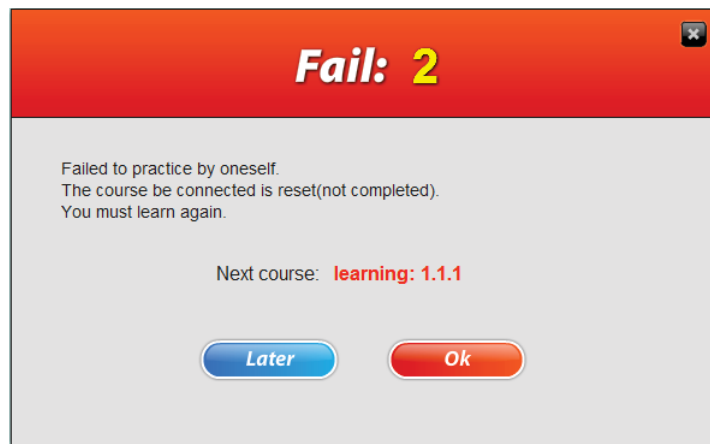 Fail: 2
Failed to practice by oneself.
The course be connected is reset(not completed).
You must learn again.
Next course: learning: 1.1.1
Later Ok